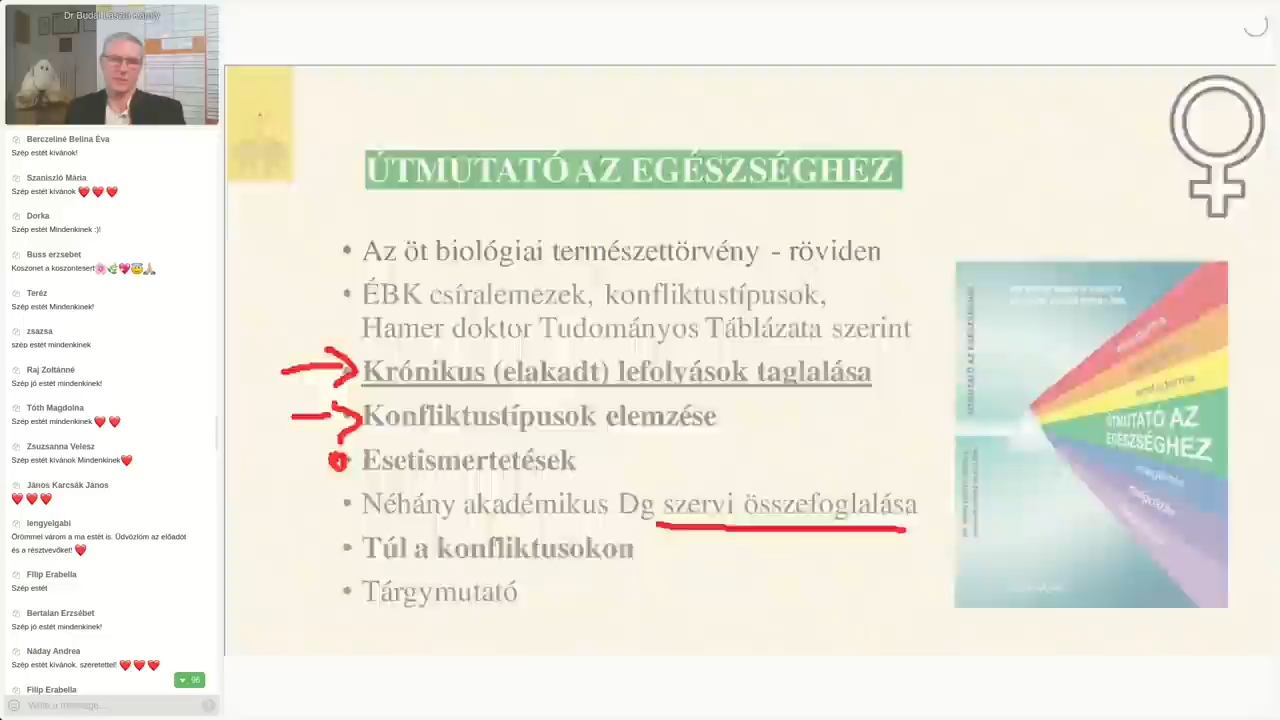 Dr Budai László Károly
Berczeliné Belina Éva
Szép estét kívánok!
Szaniszló Mária
Szép estét kívánok ❤️ ❤️ ❤️
Dorka
Szép estét Mindenkinek :)!
Buss erzsebet
Koszonet a koszontesert
Teréz
Szép estét Mindenkinek!
zsazsa
szép estét mindenkinek
Raj Zoltánné
Szép jó estét mindenkinek!
Tóth Magdolna
Szép estét mindenkinek ❤️ ❤️
Zsuzsanna Velesz
Szép estét kívánok Mindenkinek❤️
János Karcsák János
❤️ ❤️ ❤️
lengyelgabi
Örömmel várom a ma estét is. Üdvözlöm az előadót
és a résztvevőket! ❤️
Filip Erabella
Szép estét
Bertalan Erzsébet
Szép jó estét mindenkinek!
Náday Andrea
Szép estét kívánok. szeretettel! ❤️ ❤️ ❤️
96
Filip Erabella
Write a message...
ÚTMUTATÓ AZ EGÉSZSÉGHEZ
• Az öt biológiai természettörvény - röviden
• ÉBK csíralemezek, konfliktustípusok,
Hamer doktor Tudományos Táblázata szerint
Krónikus (elakadt) lefolyások taglalása
Konfliktustípusok elemzése
• Esetismertetések
• Néhány akadémikus Dg szervi összefoglalása
• Túl a konfliktusokon
• Tárgymutató
ÚTMUTATÓ AZ
EGÉSZSÉGHEZ